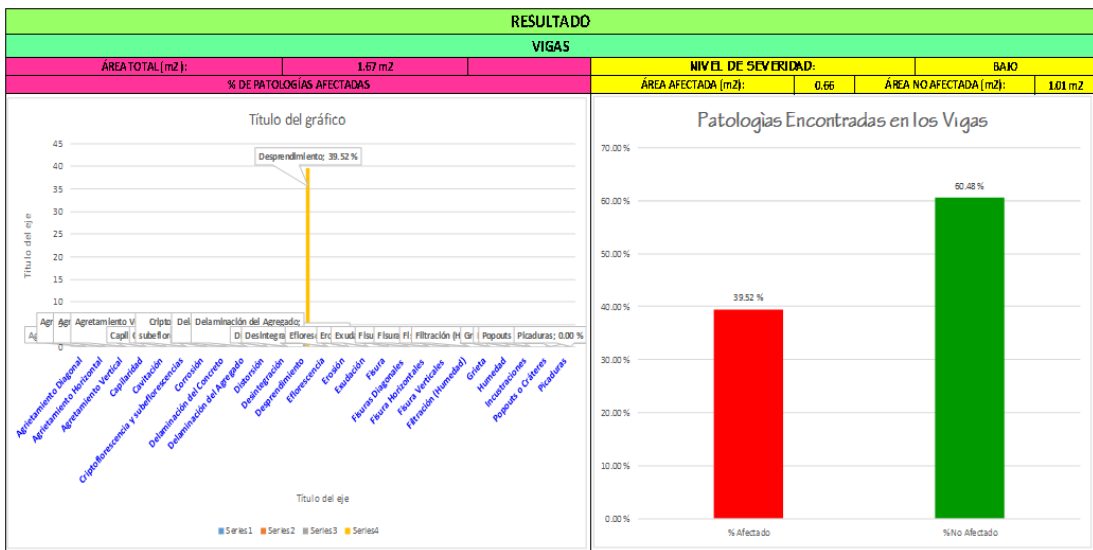 RESULTADO
VIGAS
ÁREA TOTAL (m2): 1.67 m2 NIVEL DE SEVERIDAD: BAJO
% DE PATOLOGÍAS AFECTADAS ÁREA AFECTADA (m2): 0.66 ÁREA NO AFECTADA (m2): 1.01 m2
Título del gráfico
45
40
35
30
25
20
15
10
0
Título del eje
Desprendimiento; 39.52 %
Agretamiento V
Cripto
Delaminación del Agregado;
subeflor
Desintegra
Eflores
Exud
Fisu
Fisura
Filtración (H
Popouts
Picaduras; 0.00 %
Agrietamiento Diagonal
Agrietamiento Horizontal
Agretamiento Vertical
Capilaridad
Cavitación
Criptoflorescencia y subeflorescencias
Corrosión
Delaminación del Concreto
Delaminación del Agregado
Distorsión
Desintegración
Desprendimiento
Eflorescencia
Erosión
Exudación
Fisura
Fisuras Diagonales
Fisura Horizontales
Fisura Verticales
Filtración (Humedad)
Grieta
Humedad
Incustraciones
Popouts o Cráteres
Picaduras
Título del eje
Series1 Series2 Series3 Series4
Patologìas Encontradas en los Vigas
70.00 %
60.00 %
50.00 %
40.00 %
30.00 %
20.00 %
10.00 %
0.00 %
39.52 %
60.48 %
% Afectado
% No Afectado